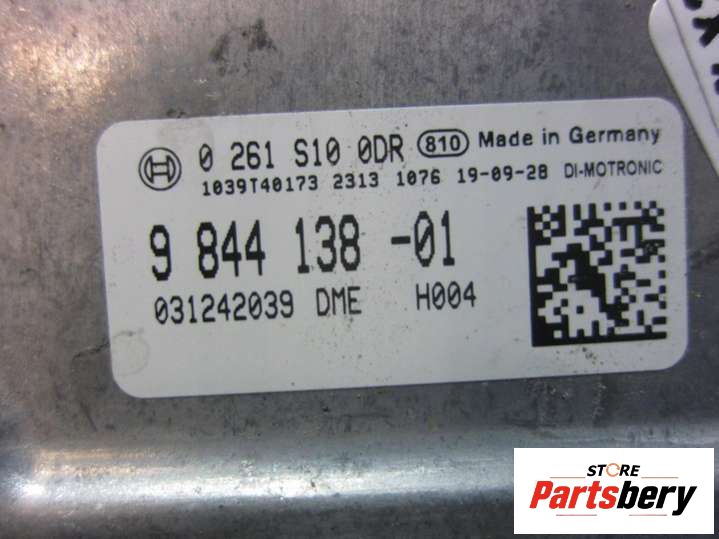 0 261 S10 0DR 810 Made in Germany
1039T40173 2313 1076 19-09-28 DI-MOTRONIC
9 844 138 -01
031242039 DME H004
STORE
Partsbery